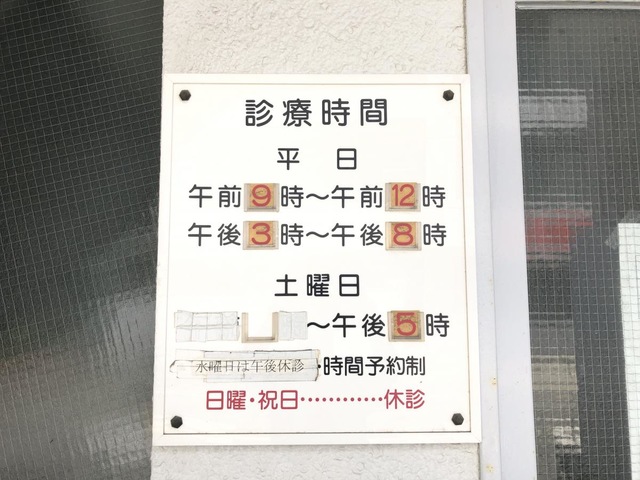 診療時間
平日
午前9時～午前12時
午後3時～午後8時
土曜日
～午後5時
水曜日は午後休診・時間予約制
日曜・祝日…………休診